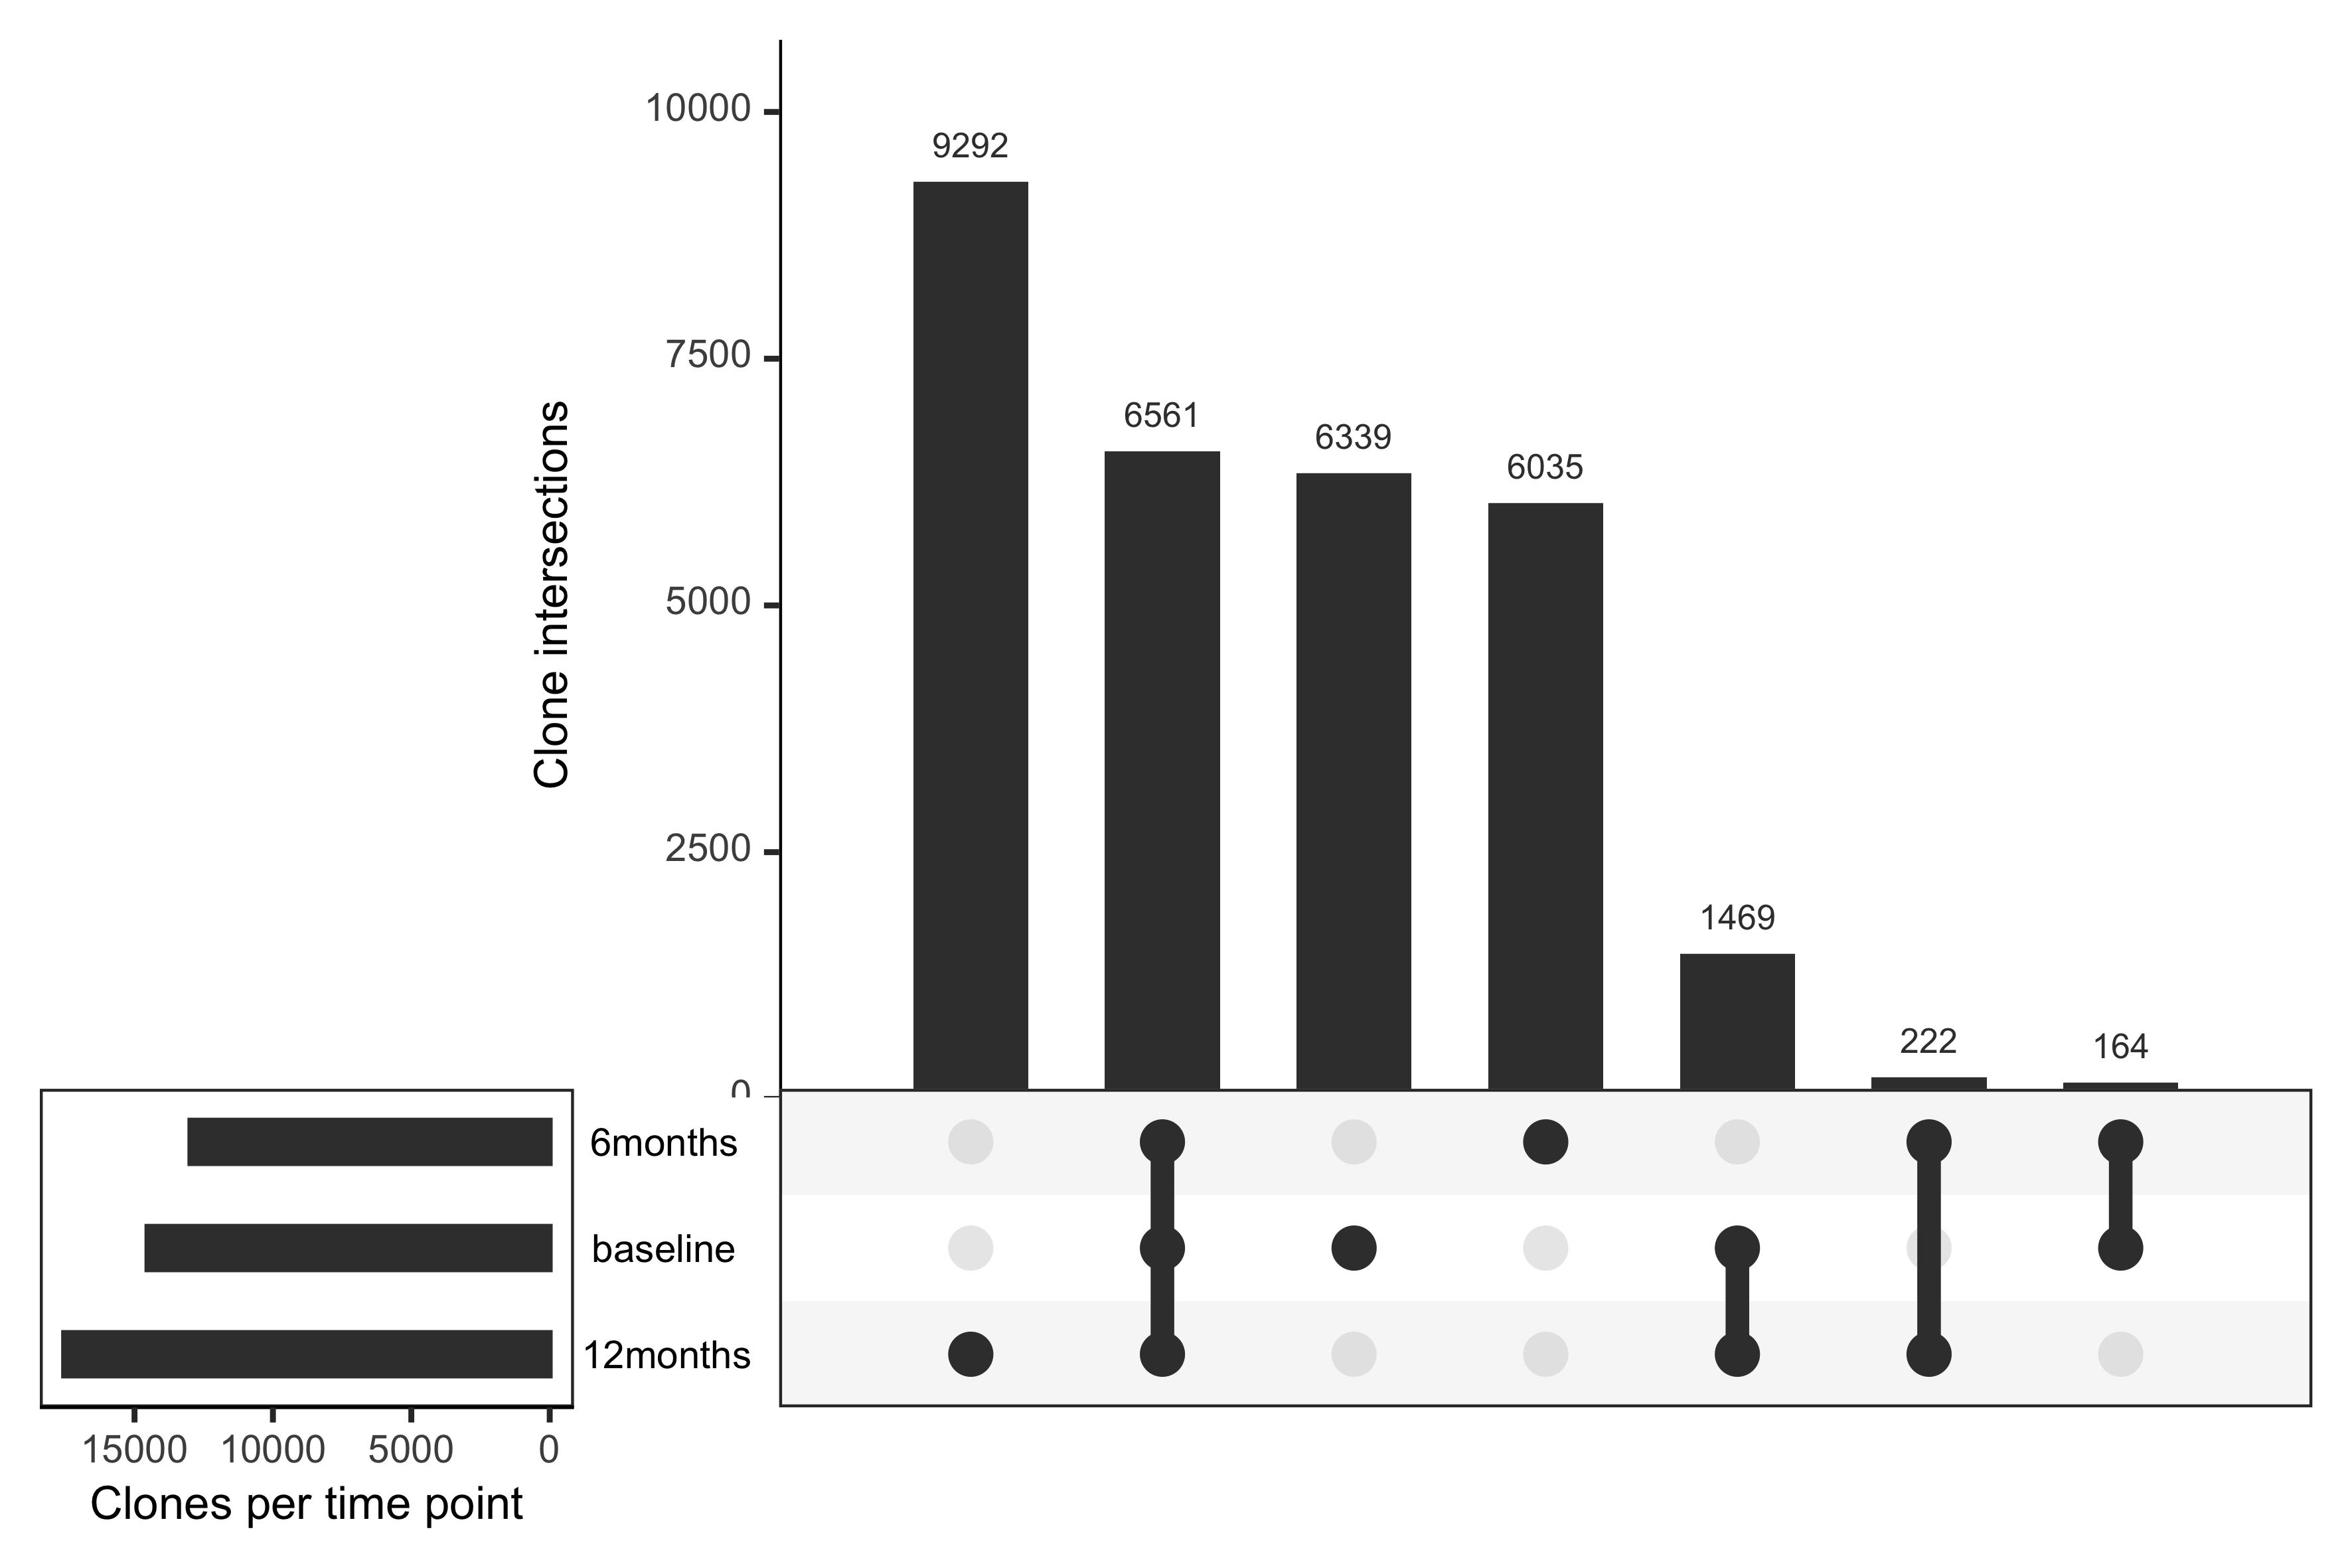 Clone intersections
10000
7500
5000
2500
0
9292
6561
6339
6035
1469
222
164
6months
baseline
12months
15000 10000 5000 0
Clones per time point